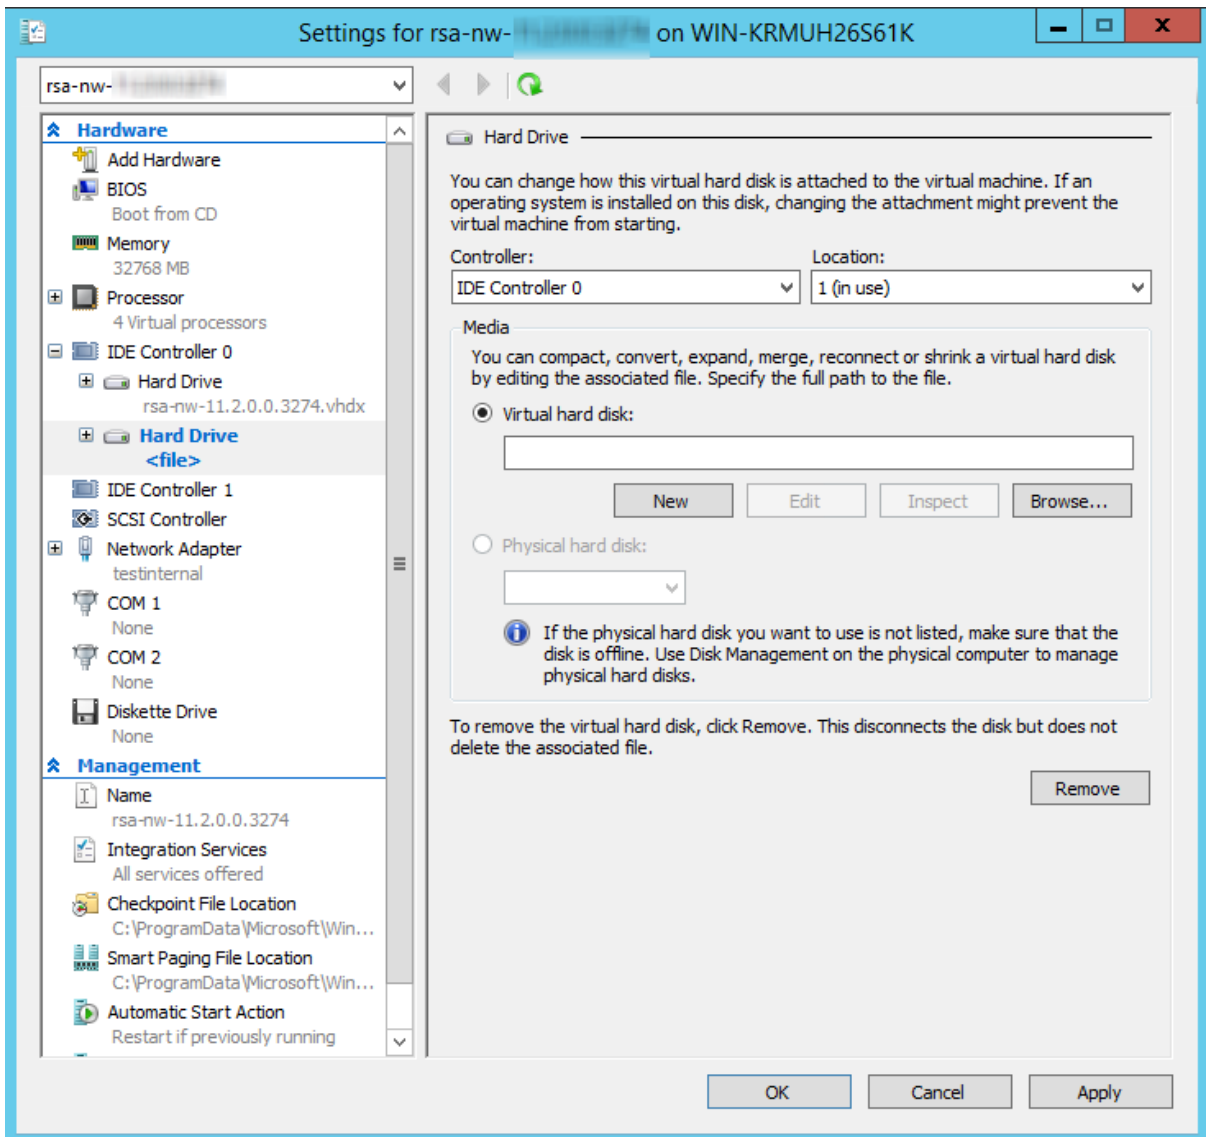 Settings for rsa-nw- on WIN-KRMUH26S61K
rsa-nw-
Hardware
Add Hardware
BIOS
Boot from CD
Memory
32768 MB
Processor
4 Virtual processors
IDE Controller 0
Hard Drive
rsa-nw-11.2.0.0.3274.vhdx
Hard Drive
<file>
IDE Controller 1
SCSI Controller
Network Adapter
testinternal
COM 1
None
COM 2
None
Diskette Drive
None
Management
Name
rsa-nw-11.2.0.0.3274
Integration Services
All services offered
Checkpoint File Location
C:\ProgramData\Microsoft\Win...
Smart Paging File Location
C:\ProgramData\Microsoft\Win...
Automatic Start Action
Restart if previously running
Hard Drive
You can change how this virtual hard disk is attached to the virtual machine. If an
operating system is installed on this disk, changing the attachment might prevent the
virtual machine from starting.
Controller: Location:
IDE Controller 0 1 (in use)
Media
You can compact, convert, expand, merge, reconnect or shrink a virtual hard disk
by editing the associated file. Specify the full path to the file.
Virtual hard disk:
New Edit Inspect Browse...
Physical hard disk:
If the physical hard disk you want to use is not listed, make sure that the
disk is offline. Use Disk Management on the physical computer to manage
physical hard disks.
To remove the virtual hard disk, click Remove. This disconnects the disk but does not
delete the associated file.
Remove
OK Cancel Apply